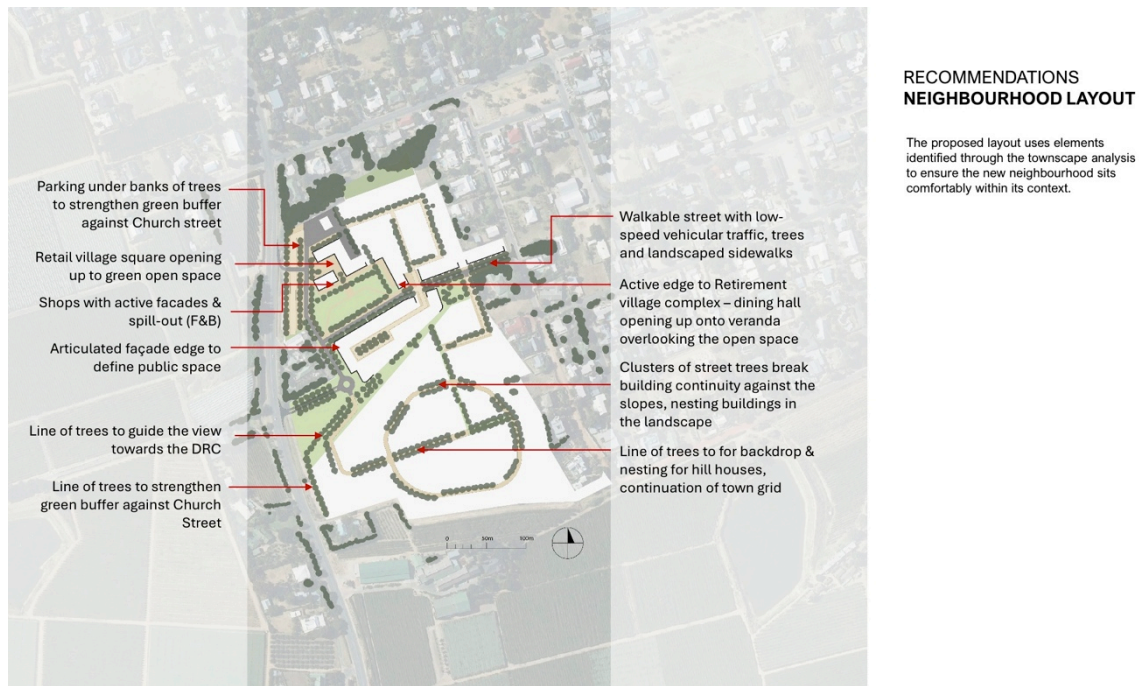 RECOMMENDATIONS
NEIGHBOURHOOD LAYOUT
The proposed layout uses elements
identified through the townscape analysis
to ensure the new neighbourhood sits
comfortably within its context.
Parking under banks of trees
to strengthen green buffer
against Church street
Retail village square opening
up to green open space
Shops with active facades &
spill-out (F&B)
Articulated façade edge to
define public space
Line of trees to guide the view
towards the DRC
Line of trees to strengthen
green buffer against Church
Street
Walkable street with low-
speed vehicular traffic, trees
and landscaped sidewalks
Active edge to Retirement
village complex – dining hall
opening up onto veranda
overlooking the open space
Clusters of street trees break
building continuity against the
slopes, nesting buildings in
the landscape
Line of trees to for backdrop &
nesting for hill houses,
continuation of town grid